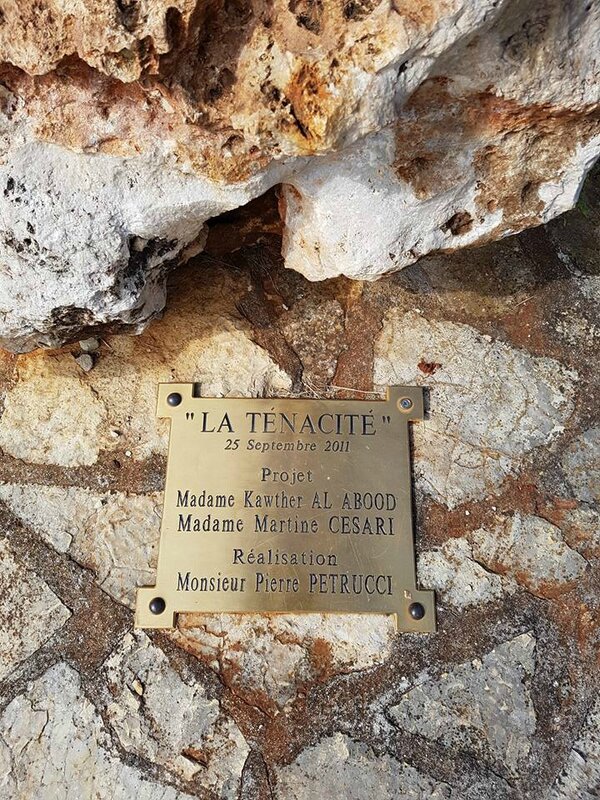 "LA TÉNACITÉ"
25 Septembre 2011
Projet
Madame Kawther AL ABOOD
Madame Martine CESARI
Réalisation
Monsieur Pierre PETRUCCI